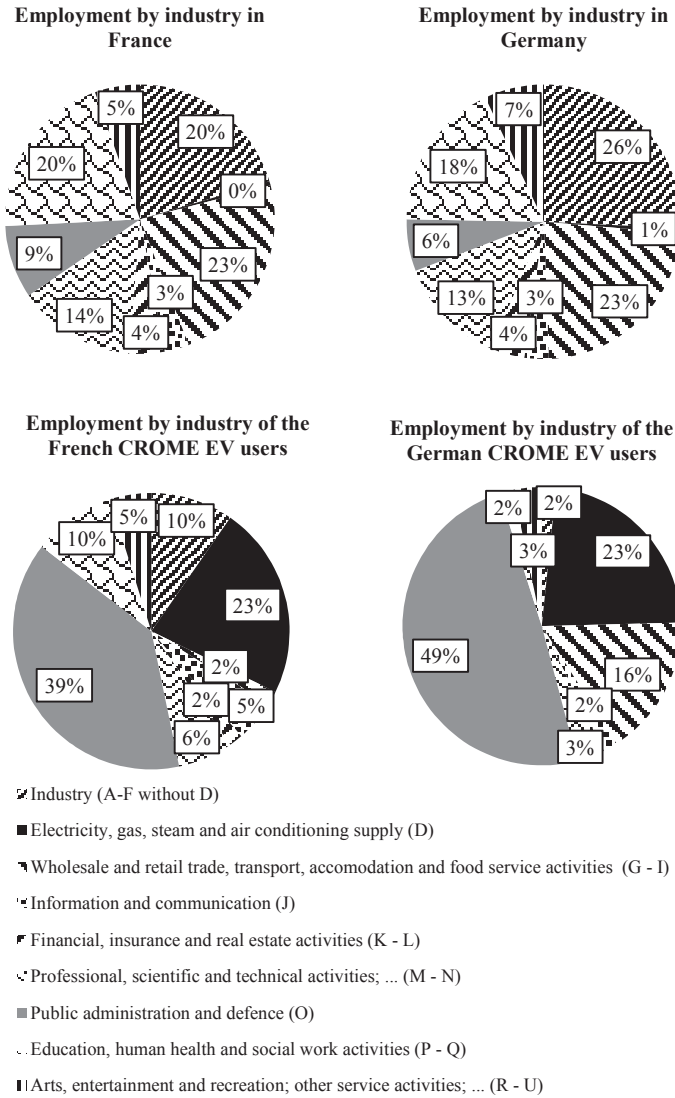 Employment by industry in
France
5%
20%
20%
0%
9%
23%
3%
14%
4%
Employment by industry in
Germany
7%
26%
18%
1%
6%
23%
3%
13%
4%
Employment by industry of the
French CROME EV users
5%
10%
10%
23%
2%
39%
2%
5%
6%
Employment by industry of the
German CROME EV users
2%
2%
3%
23%
49%
16%
2%
3%
Industry (A-F without D)
Electricity, gas, steam and air conditioning supply (D)
Wholesale and retail trade, transport, accomodation and food service activities (G - I)
Information and communication (J)
Financial, insurance and real estate activities (K - L)
Professional, scientific and technical activities; ... (M - N)
Public administration and defence (O)
Education, human health and social work activities (P - Q)
Arts, entertainment and recreation; other service activities; ... (R - U)